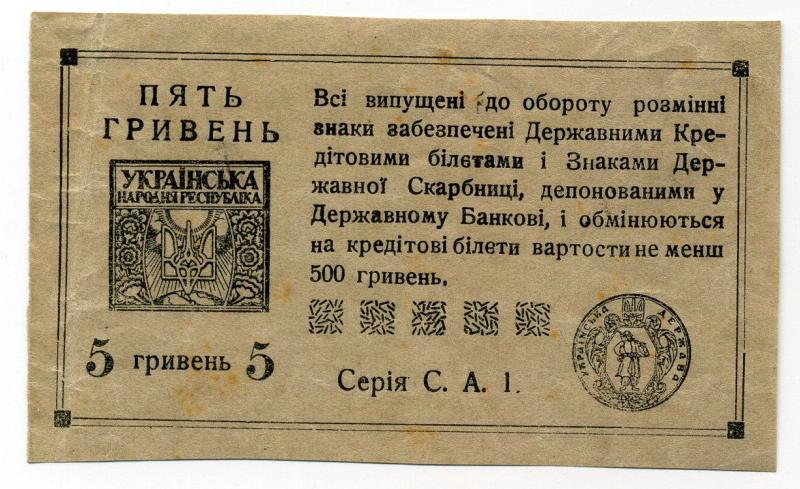 ПЯТЬ
ГРИВЕНЬ
УКРАЇНСЬКА
НАРОДНЯ РЕСПУБЛІКА
5 гривень 5
Всі випущені до обороту розмінні
знаки забезпечені Державними Кре-
дітовими білетами і Знаками Дер-
жавної Скарбниці, депонованими у
Державному Банкові, і обмінюються
на кредітові білети вартости не менш
500 гривень.
Серія С. А. 1.
УКРАЇНСЬКА ДЕРЖАВА